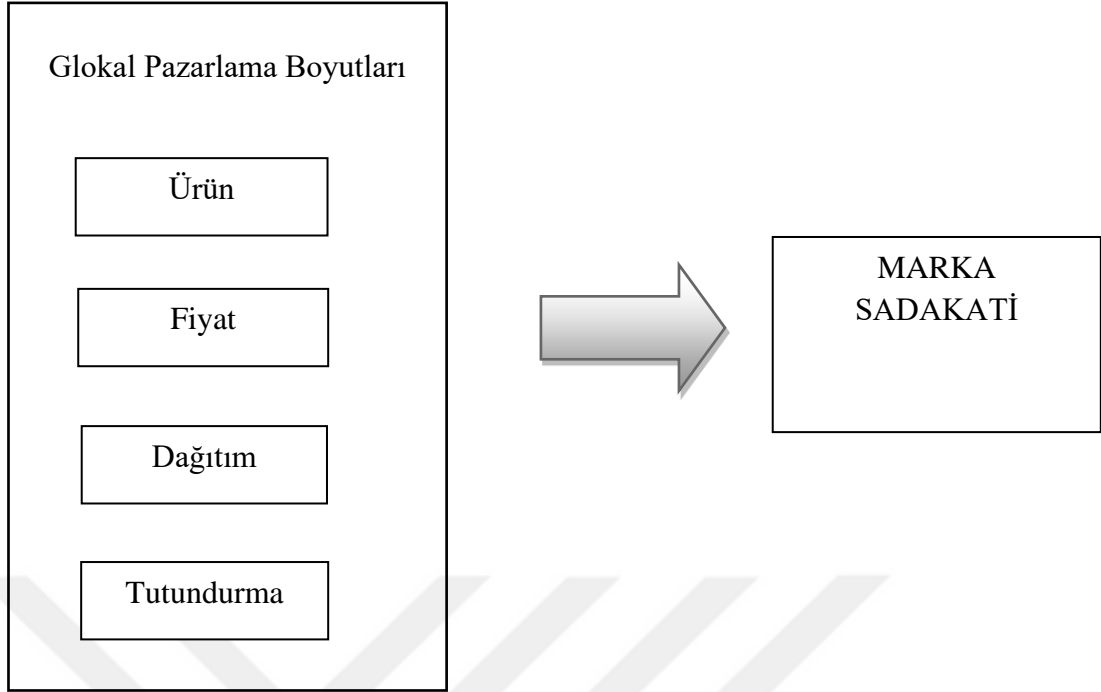 Glokal Pazarlama Boyutları
Ürün
Fiyat
Dağıtım
Tutundurma
MARKA
SADAKATİ